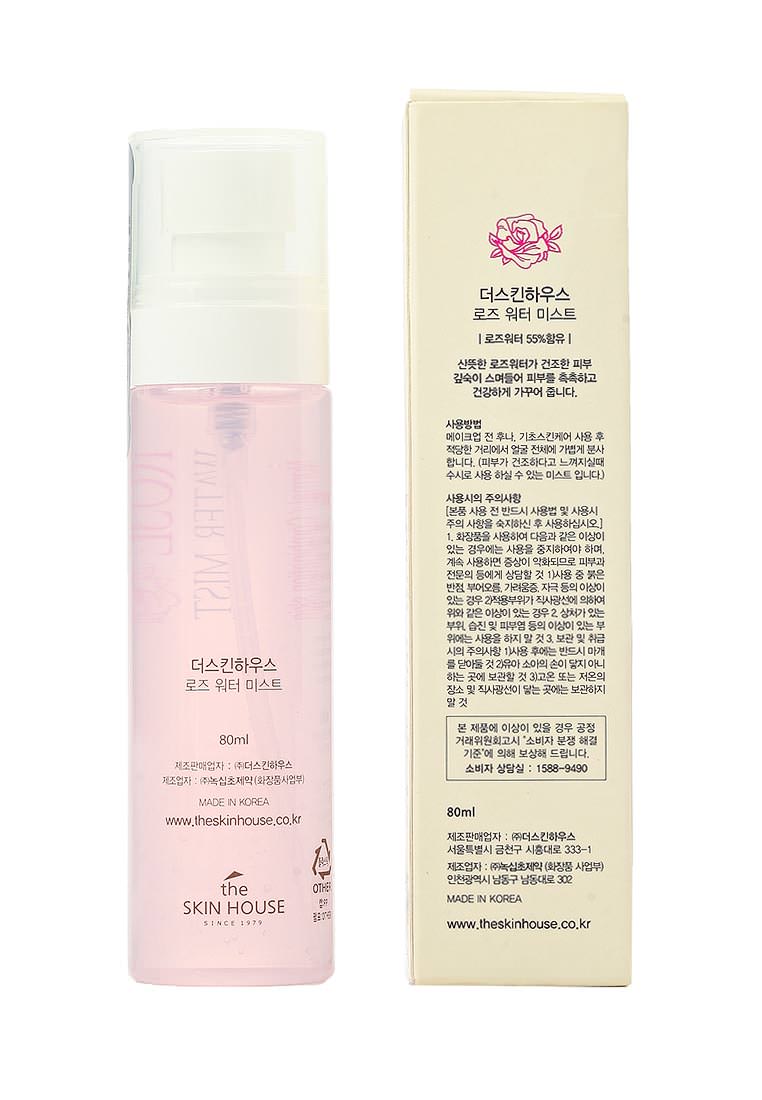 WATER MIST
더스킨하우스
로즈 워터 미스트
80ml
제조판매업자 : ㈜더스킨하우스
제조업자 : ㈜녹십초제약 (화장품사업부)
MADE IN KOREA
www.theskinhouse.co.kr
the
SKIN HOUSE
SINCE 1979
OTHER
캡:PP
더스킨하우스
로즈 워터 미스트
| 로즈워터 55%함유 |
산뜻한 로즈워터가 건조한 피부
깊숙이 스며들어 피부를 촉촉하고
건강하게 가꾸어 줍니다.
사용방법
메이크업 전 후나, 기초스킨케어 사용 후
적당한 거리에서 얼굴 전체에 가볍게 분사
합니다. (피부가 건조하다고 느껴지실때
수시로 사용 하실 수 있는 미스트 입니다.)
사용시의 주의사항
[본품 사용 전 반드시 사용법 및 사용시
주의 사항을 숙지하신 후 사용하십시오.]
1. 화장품을 사용하여 다음과 같은 이상이
있는 경우에는 사용을 중지하여야 하며,
계속 사용하면 증상이 악화되므로 피부과
전문의 등에게 상담할 것 1)사용 중 붉은
반점, 부어오름, 가려움증, 자극 등의 이상이
있는 경우 2)적용부위가 직사광선에 의하여
위와 같은 이상이 있는 경우 2. 상처가 있는
부위, 습진 및 피부염 등의 이상이 있는 부
위에는 사용을 하지 말 것 3. 보관 및 취급
시의 주의사항 1)사용 후에는 반드시 마개
를 닫아둘 것 2)유아 소아의 손이 닿지 아니
하는 곳에 보관할 것 3)고온 또는 저온의
장소 및 직사광선이 닿는 곳에는 보관하지
말 것
본 제품에 이상이 있을 경우 공정
거래위원회고시 "소비자 분쟁 해결
기준"에 의해 보상해 드립니다.
소비자 상담실 : 1588-9490
80ml
제조판매업자 : ㈜더스킨하우스
서울특별시 금천구 시흥대로 333-1
제조업자 : ㈜녹십초제약 (화장품 사업부)
인천광역시 남동구 남동대로 302
MADE IN KOREA
www.theskinhouse.co.kr